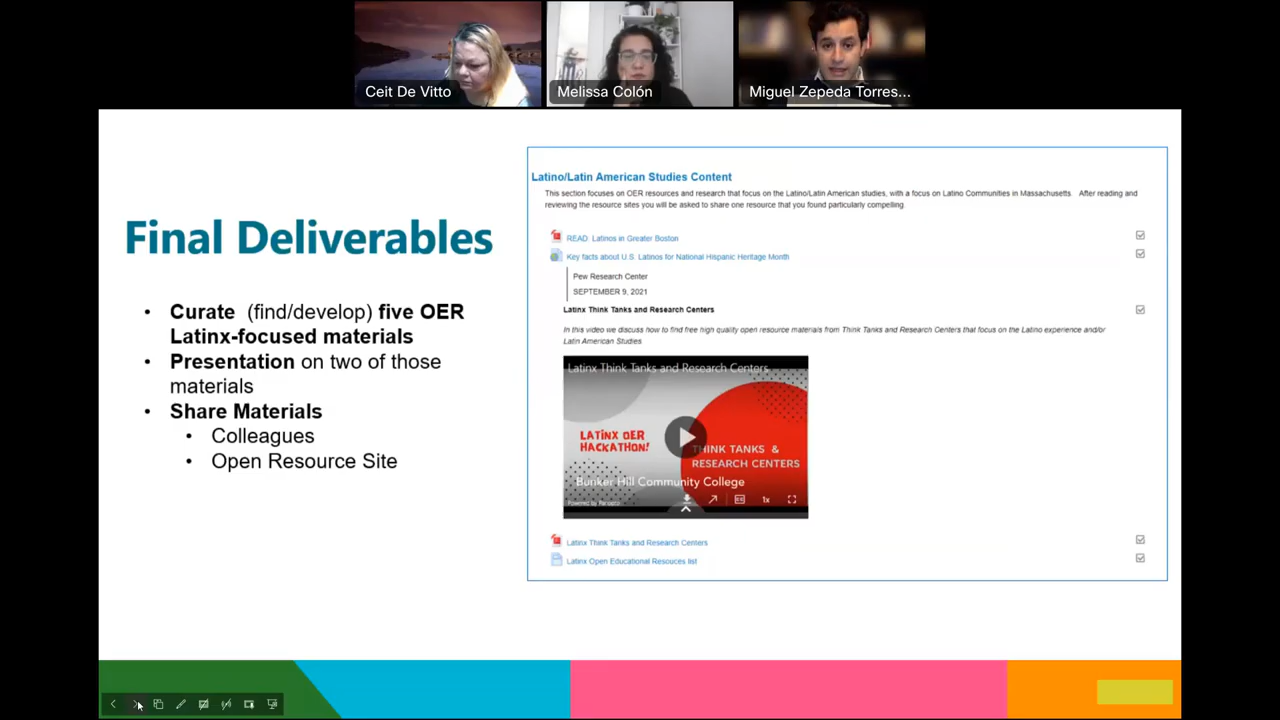 Ceit De Vitto
Melissa Colón
Miguel Zepeda Torres...
Final Deliverables
• Curate (find/develop) five OER
Latinx-focused materials
• Presentation on two of those
materials
• Share Materials
• Colleagues
• Open Resource Site
Latino/Latin American Studies Content
This section focuses on OER resources and research that focus on the Latino/Latin American studies, with a focus on Latino Communities in Massachusetts. After reading and
reviewing the resource sites you will be asked to share one resource that you found particularly compelling.
READ: Latinos in Greater Boston
Key facts about U.S. Latinos for National Hispanic Heritage Month
Pew Research Center
SEPTEMBER 9, 2021
Latinx Think Tanks and Research Centers
In this video we discuss how to find free high quality open resource materials from Think Tanks and Research Centers that focus on the Latino experience and/or
Latin American Studies
Latinx Think Tanks and Research Centers
LATINX OER
HACKATHON!
THINK TANKS &
RESEARCH CENTERS
Bunker Hill Community College
1x
Latinx Think Tanks and Research Centers
Latinx Open Educational Resouces list